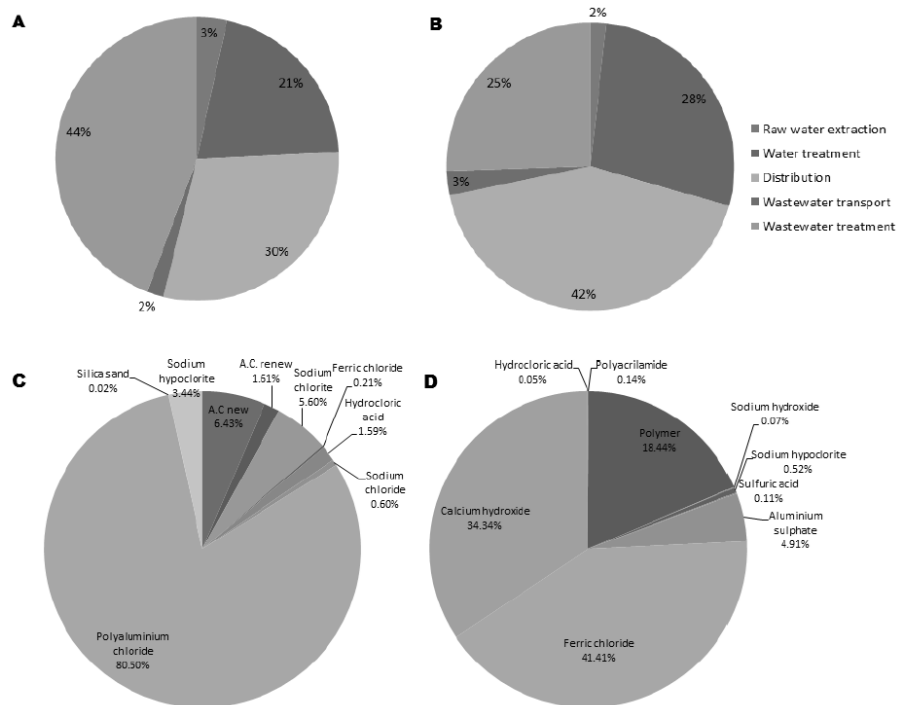 A
3%
21%
44%
30%
2%
B
2%
25%
28%
3%
42%
Raw water extraction
Water treatment
Distribution
Wastewater transport
Wastewater treatment
C
Silica sand
0.02%
Sodium
hypoclorite
3.44%
A.C. renew
1.61%
A.C new
6.43%
Sodium
chlorite
5.60%
Ferric chloride
0.21%
Hydrocloric
acid
1.59%
Sodium
chloride
0.60%
Polyaluminium
chloride
80.50%
D
Hydrocloric acid
0.05%
Polyacrilamide
0.14%
Polymer
18.44%
Sodium hydroxide
0.07%
Sodium hypoclorite
0.52%
Sulfuric acid
0.11%
Aluminium
sulphate
4.91%
Calcium hydroxide
34.34%
Ferric chloride
41.41%